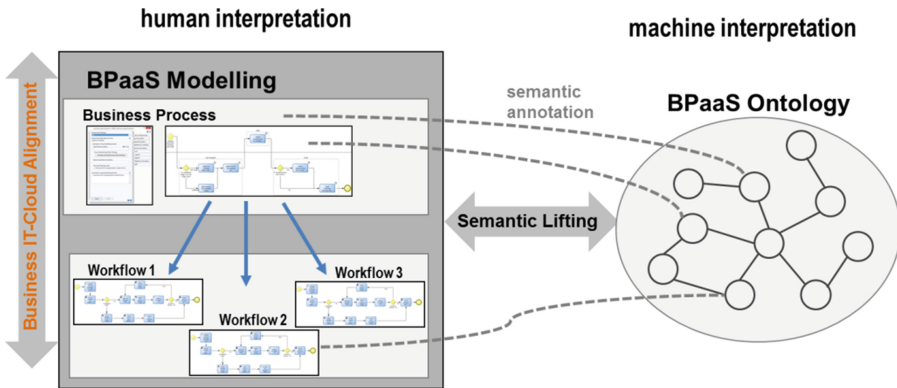 human interpretation
machine interpretation
Business IT-Cloud Alignment
BPaaS Modelling
Business Process
semantic
annotation
BPaaS Ontology
Semantic Lifting
Workflow 1
Workflow 3
Workflow 2